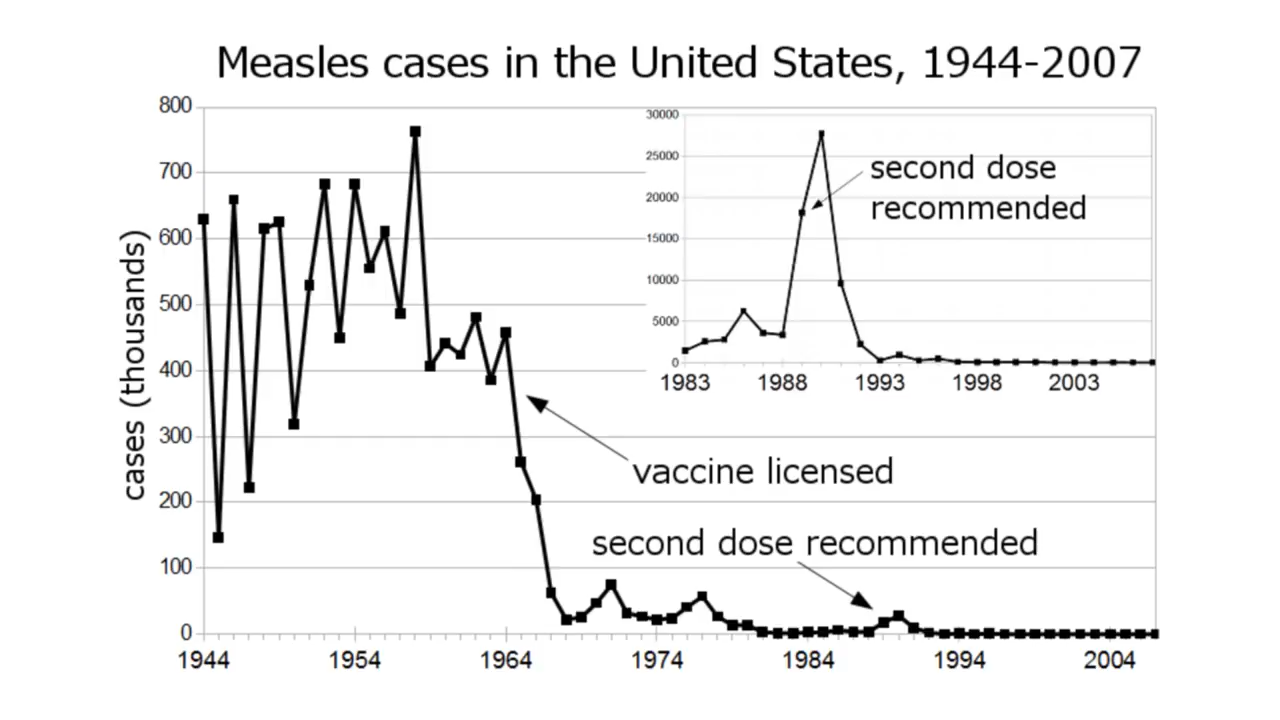 Measles cases in the United States, 1944-2007
cases (thousands)
800
700
600
500
400
300
200
100
0
1944 1954 1964 1974 1984 1994 2004
vaccine licensed
second dose recommended
30000
25000
20000
15000
10000
5000
0
1983 1988 1993 1998 2003
second dose
recommended